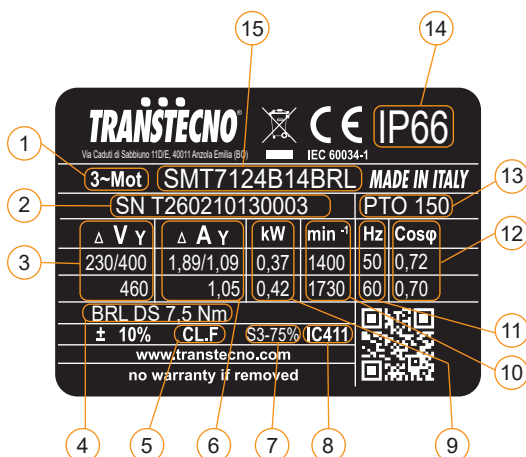 15
14
TRANSTECNO
CE
IP66
Via Caduti di Sabbiuno 11D/E, 40011 Anzola Emilia (BO)
IEC 60034-1
1
3~Mot
SMT7124B14BRL
MADE IN ITALY
13
2
SN T260210130003
PTO 150
Δ V Y
Δ A Y
kW
min⁻¹
Hz
Cosφ
12
3
230/400
1,89/1,09
0,37
1400
50
0,72
460
1,05
0,42
1730
60
0,70
11
BRL DS 7,5 Nm
± 10%
CL.F
S3-75%
IC411
10
www.transtecno.com
no warranty if removed
4
5
6
7
8
9